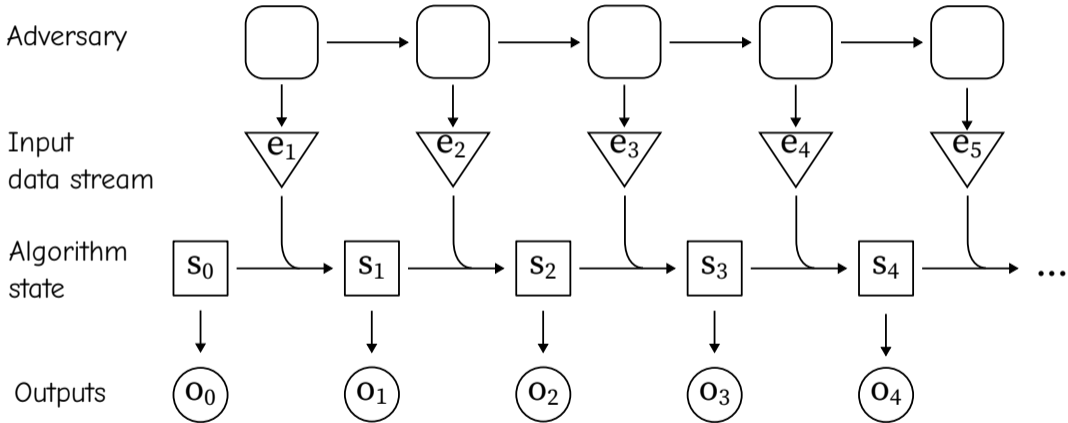 Adversary
Input
data stream
e₁ e₂ e₃ e₄ e₅
Algorithm
state
s₀ s₁ s₂ s₃ s₄ ...
Outputs
o₀ o₁ o₂ o₃ o₄